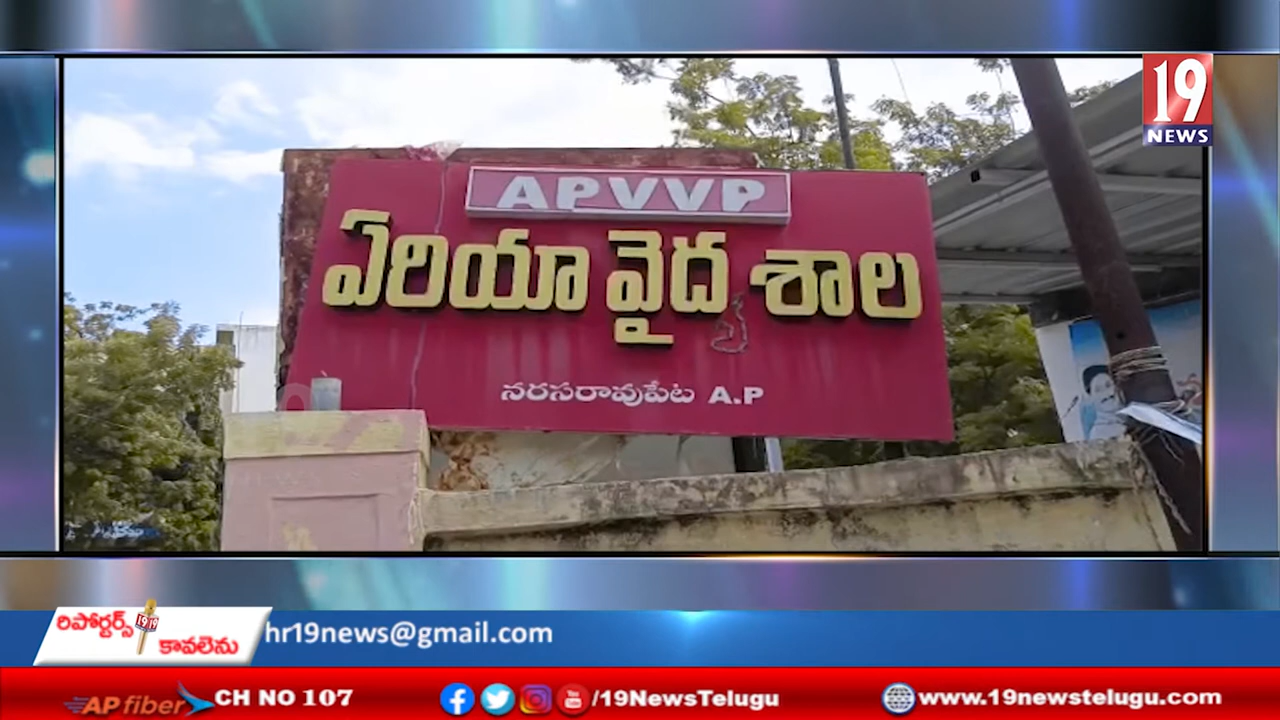 19
NEWS
APVVP
ఏరియా వైద్య శాల
నరసరావుపేట A.P
రిపోర్టర్స్
కావలెను
hr19news@gmail.com
AP fiber CH NO 107
/19NewsTelugu
www.19newstelugu.com